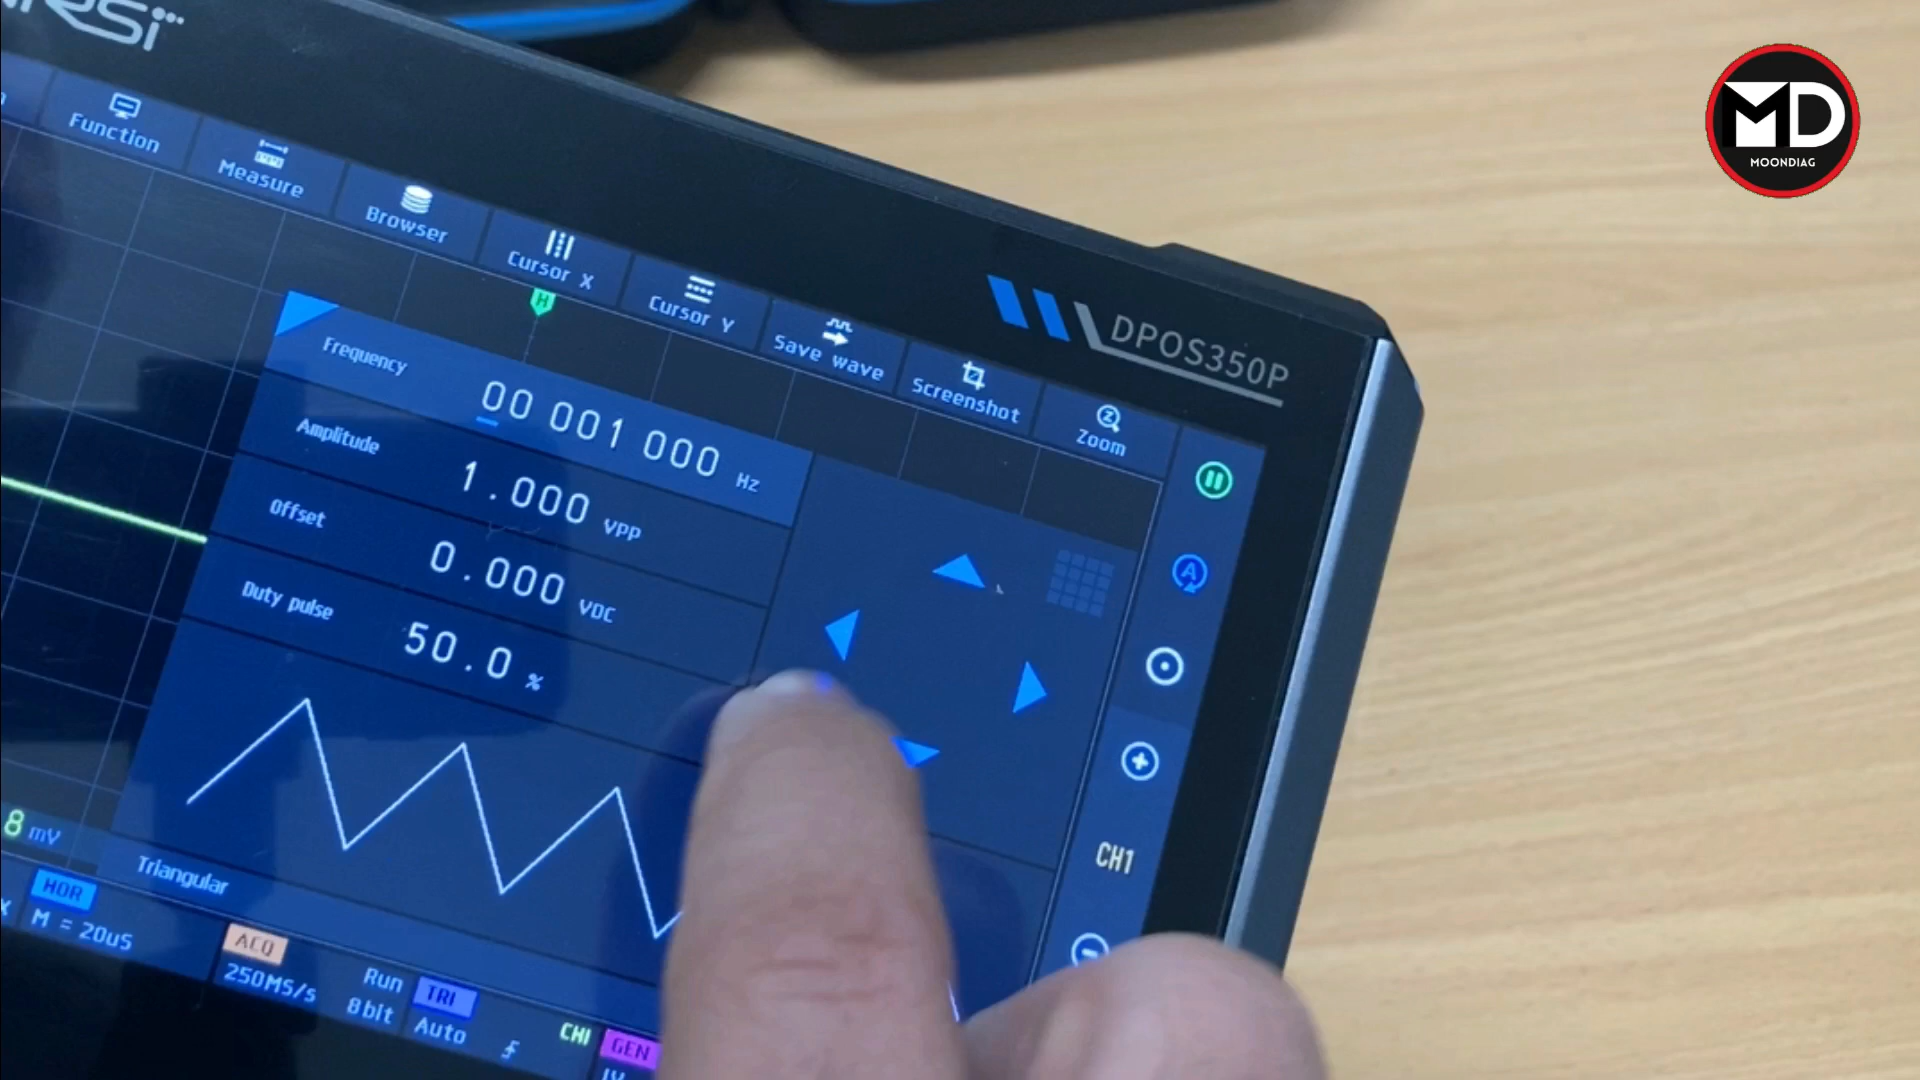 Function
Measure
Browser
Cursor X
Cursor Y
Save wave
Screenshot
Zoom
DPOS350P
MD
MOONDIAG
H
Frequency
00 001 000 Hz
Amplitude
1.000 VPP
Offset
0.000 VDC
Duty pulse
50.0 %
A
CH1
8 mV
Triangular
HOR
M = 20uS
ACQ
250MS/s
Run
8bit
TRI
Auto
CH1
GEN